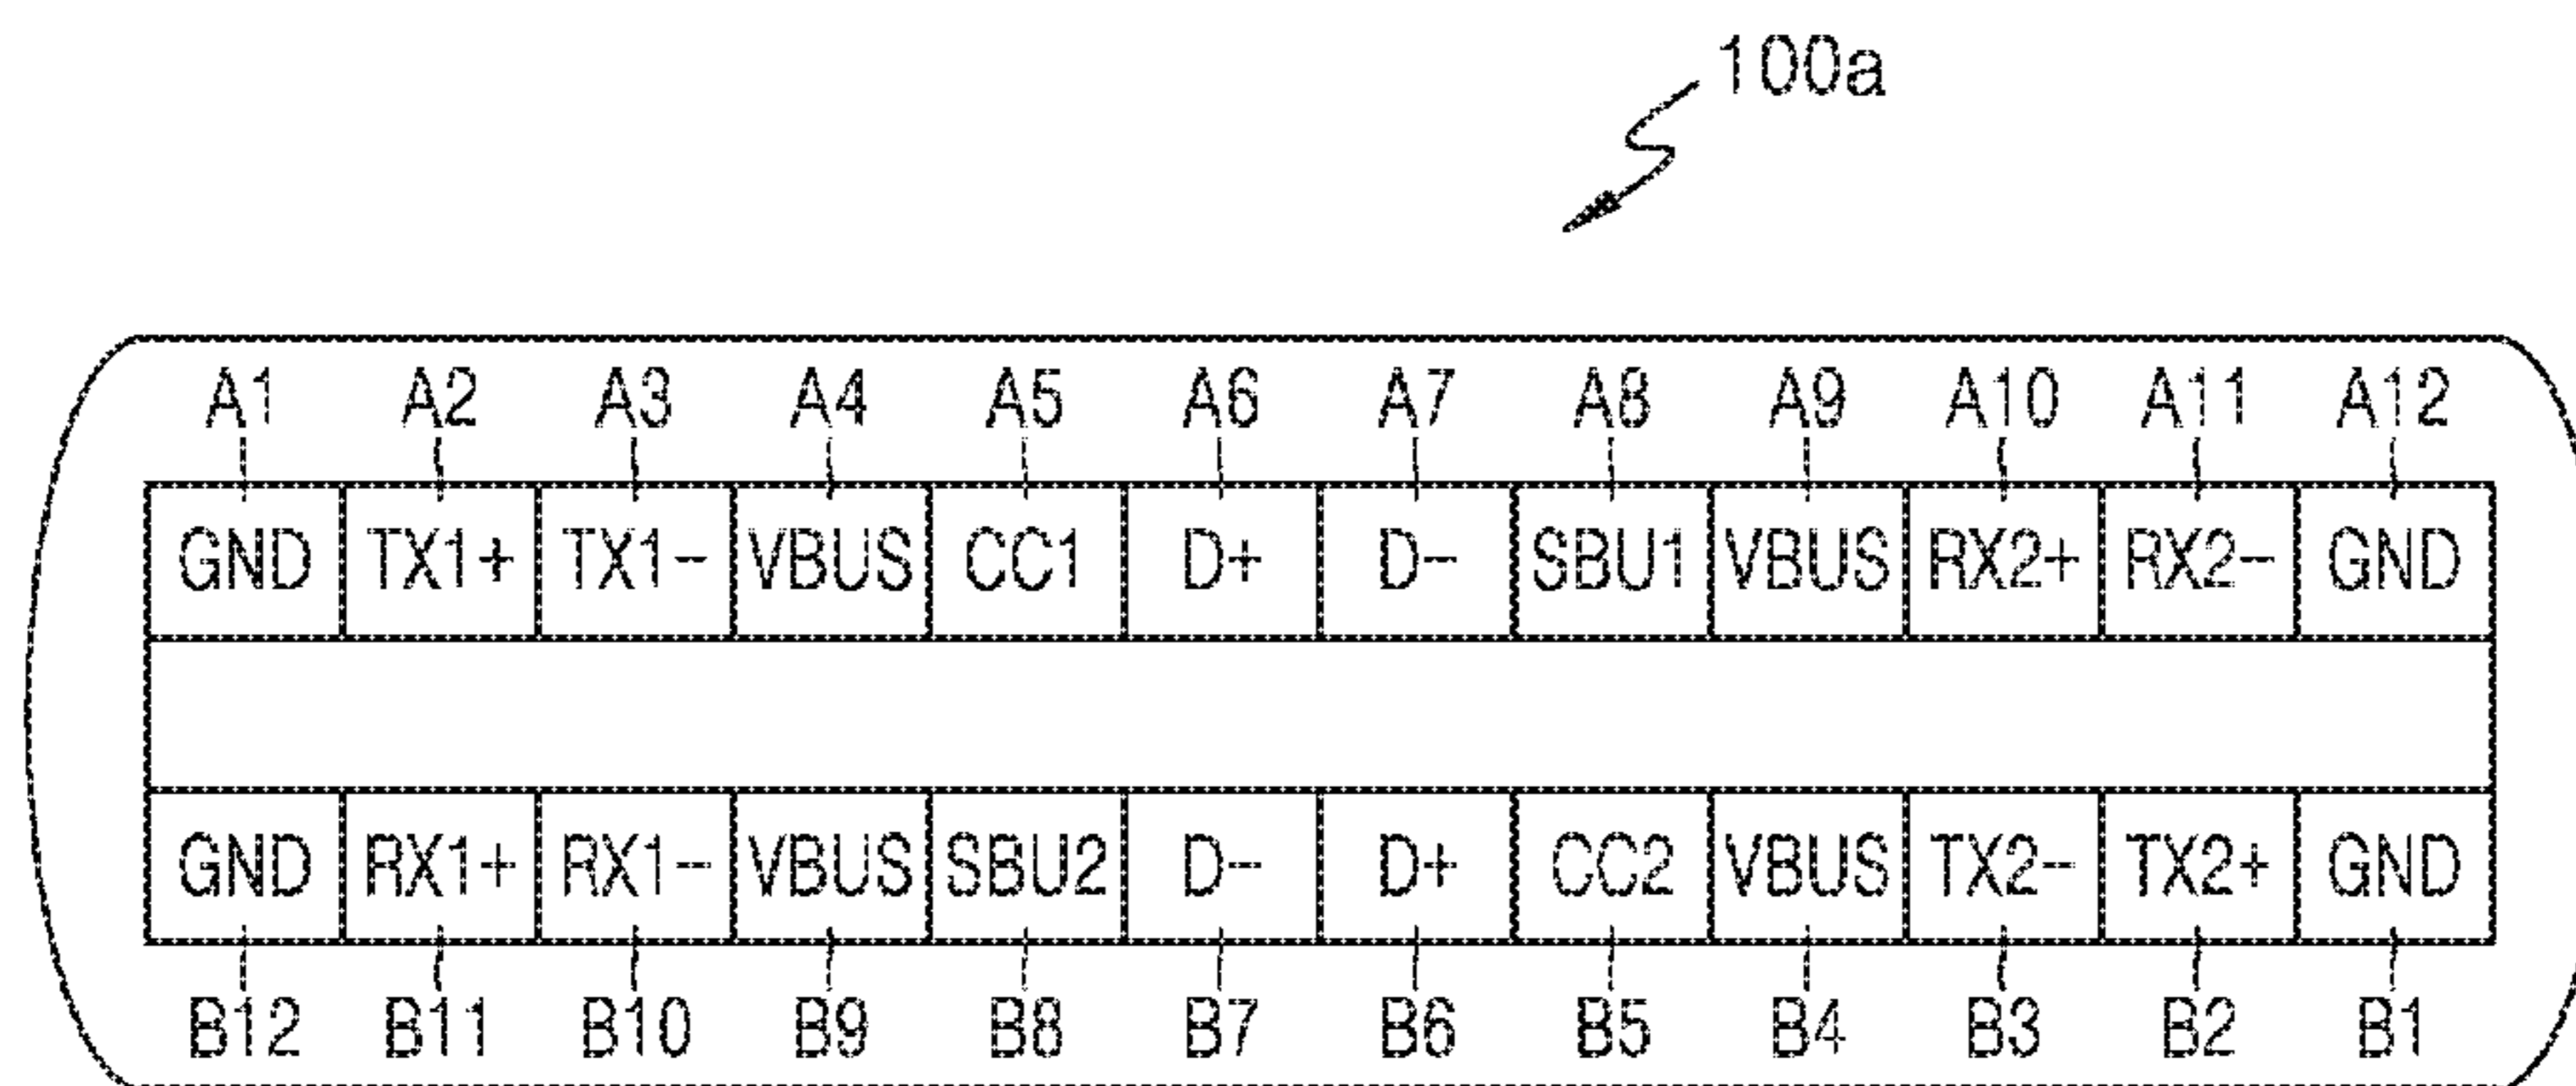 100a
A1 A2 A3 A4 A5 A6 A7 A8 A9 A10 A11 A12
GND TX1+ TX1- VBUS CC1 D+ D- SBU1 VBUS RX2+ RX2- GND
GND RX1+ RX1- VBUS SBU2 D- D+ CC2 VBUS TX2- TX2+ GND
B12 B11 B10 B9 B8 B7 B6 B5 B4 B3 B2 B1